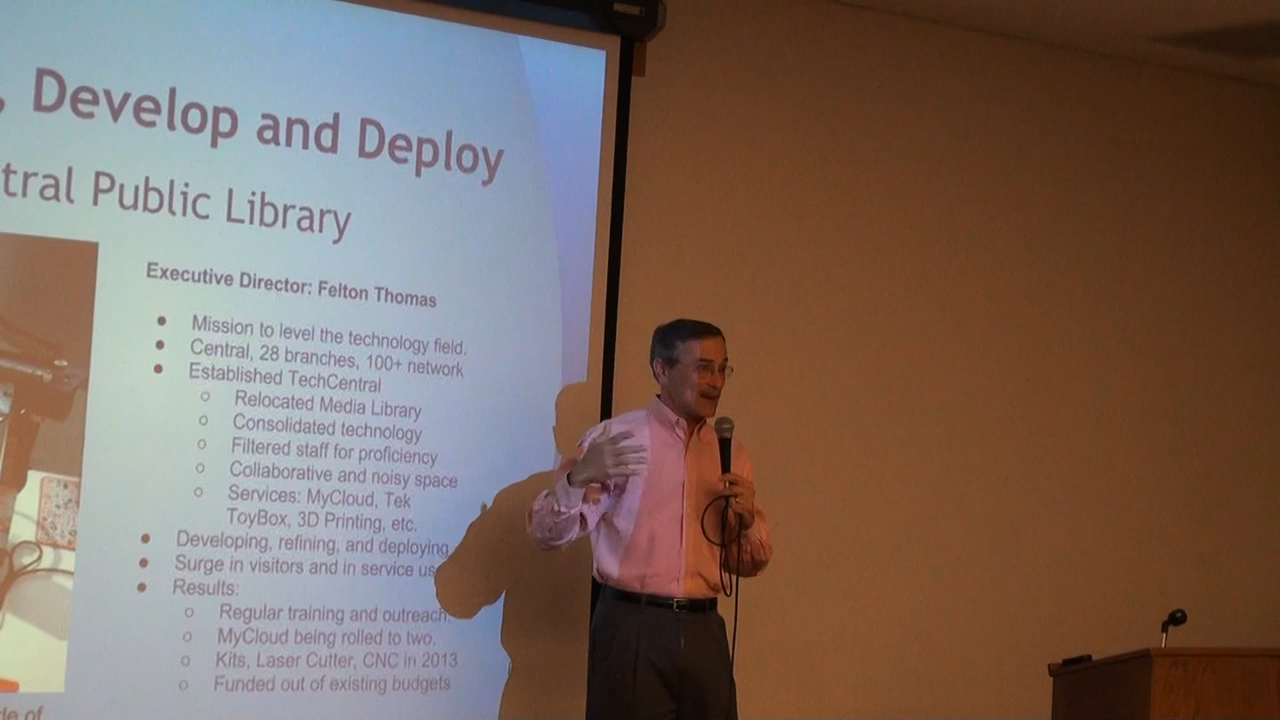 , Develop and Deploy
tral Public Library
Executive Director: Felton Thomas
• Mission to level the technology field.
• Central, 28 branches, 100+ network
• Established TechCentral
o Relocated Media Library
o Consolidated technology
o Filtered staff for proficiency
o Collaborative and noisy space
o Services: MyCloud, Tek
ToyBox, 3D Printing, etc.
• Developing, refining, and deploying
• Surge in visitors and in service us
• Results:
o Regular training and outreach.
o MyCloud being rolled to two.
o Kits, Laser Cutter, CNC in 2013
o Funded out of existing budgets
de of